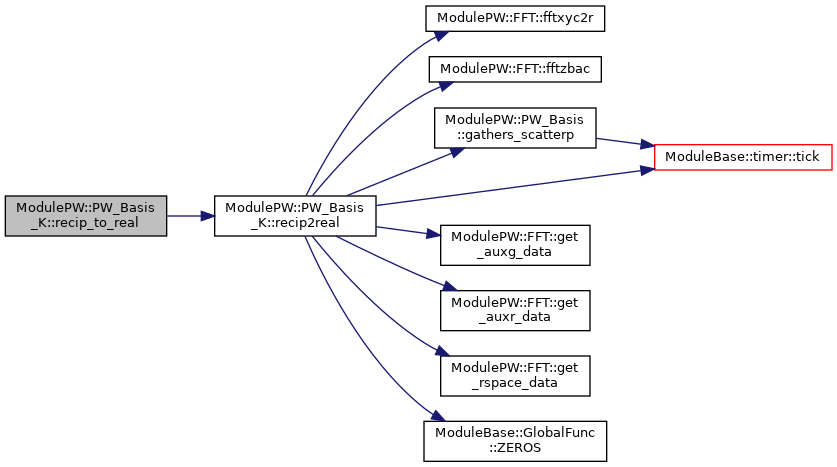 ModulePW::FFT::fftxyc2r
ModulePW::FFT::fftzbac
ModulePW::PW_Basis
::gathers_scatterp
ModuleBase::timer::tick
ModulePW::PW_Basis
_K::recip_to_real
ModulePW::PW_Basis
_K::recip2real
ModulePW::FFT::get
_auxg_data
ModulePW::FFT::get
_auxr_data
ModulePW::FFT::get
_rspace_data
ModuleBase::GlobalFunc
::ZEROS